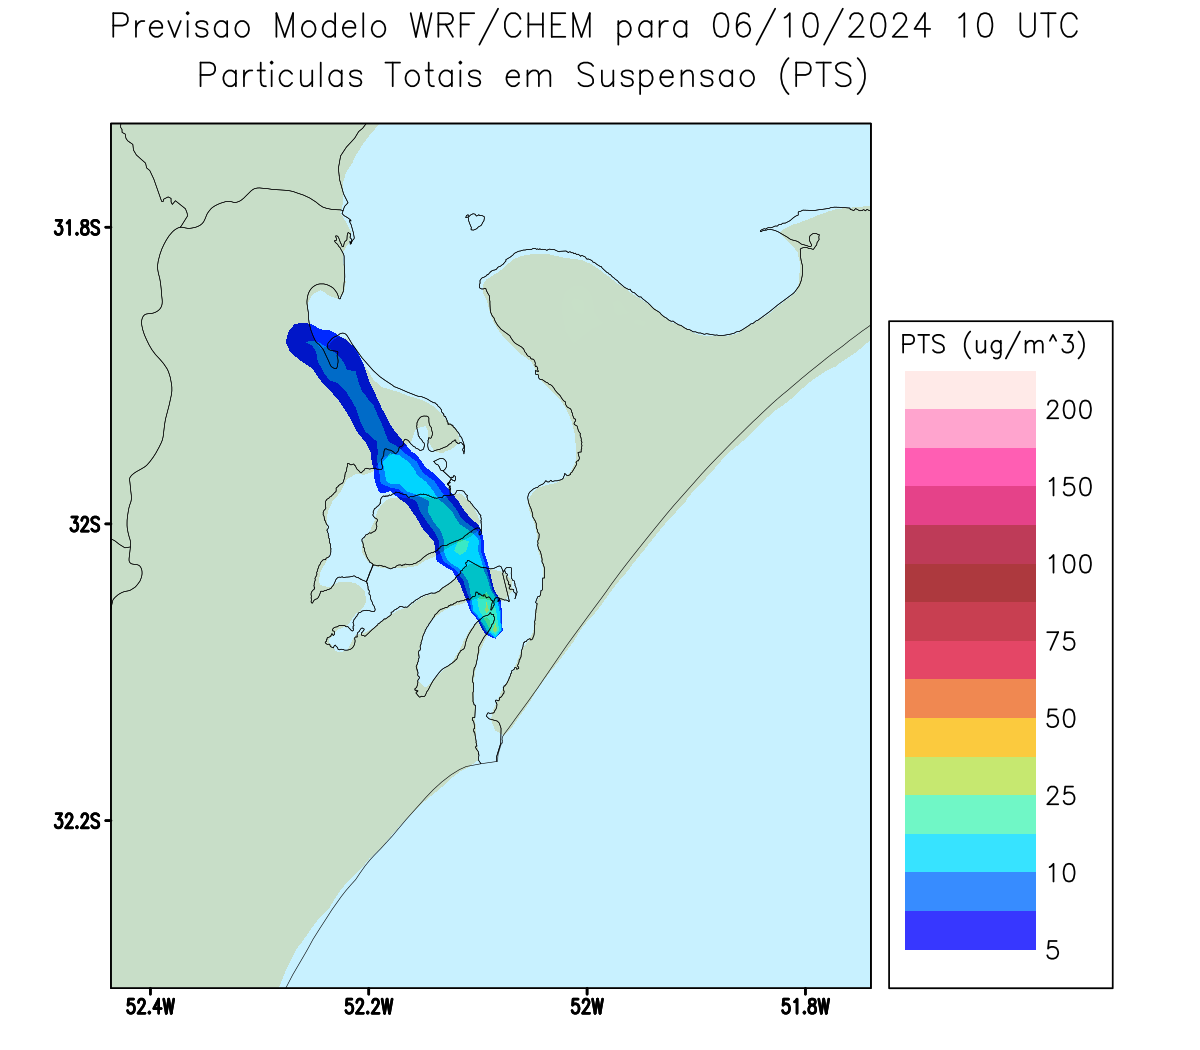 Previsao Modelo WRF/CHEM para 06/10/2024 10 UTC
Particulas Totais em Suspensao (PTS)
31.8S
32S
32.2S
52.4W
52.2W
52W
51.8W
PTS (ug/m^3)
200
150
100
75
50
25
10
5